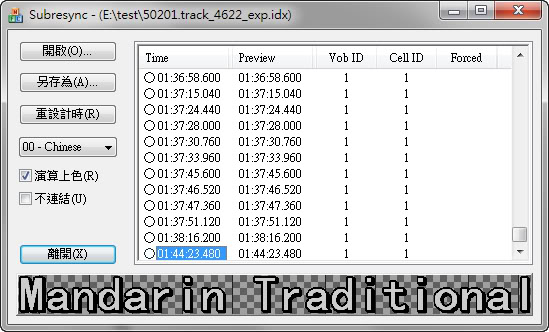 Subresync - (E:\test\50201.track_4622_exp.idx)
開啟(O)...
另存為(A)...
重設計時(R)
00 - Chinese
演算上色(R)
不連結(U)
離開(X)
Time Preview Vob ID Cell ID Forced
01:36:58.600 01:36:58.600 1 1
01:37:15.040 01:37:15.040 1 1
01:37:24.440 01:37:24.440 1 1
01:37:28.000 01:37:28.000 1 1
01:37:30.760 01:37:30.760 1 1
01:37:33.960 01:37:33.960 1 1
01:37:45.600 01:37:45.600 1 1
01:37:46.520 01:37:46.520 1 1
01:37:47.360 01:37:47.360 1 1
01:37:51.120 01:37:51.120 1 1
01:38:16.200 01:38:16.200 1 1
01:44:23.480 01:44:23.480 1 1
Mandarin Traditional